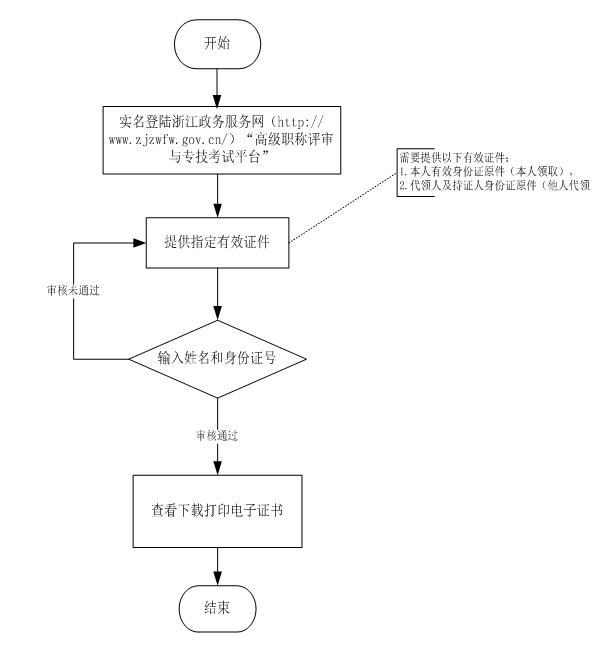 开始
实名登陆浙江政务服务网（http://
www.zjzwfw.gov.cn/）“高级职称评审
与专技考试平台”
需要提供以下有效证件：
1.本人有效身份证原件（本人领取），
2.代领人及持证人身份证原件（他人代领
提供指定有效证件
审核未通过
输入姓名和身份证号
审核通过
查看下载打印电子证书
结束